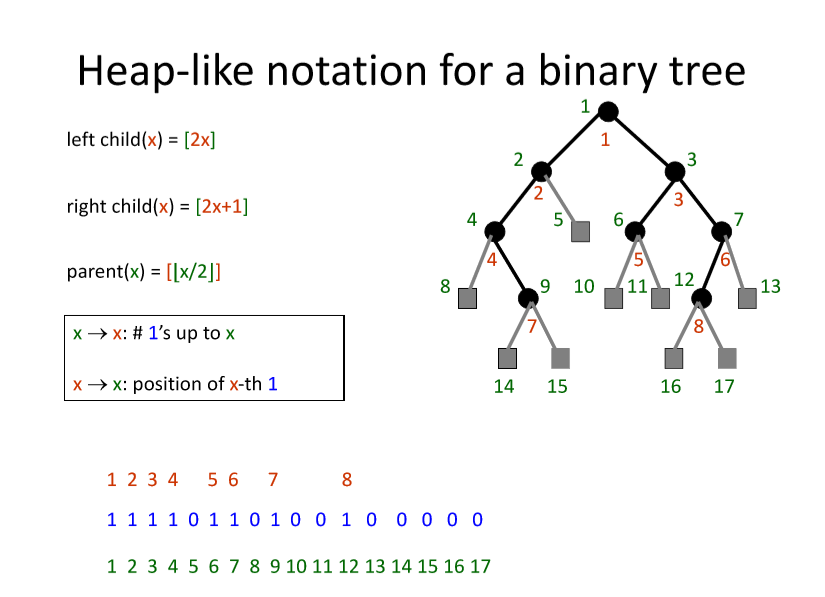 Heap-like notation for a binary tree
left child(x) = [2x]
right child(x) = [2x+1]
parent(x) = [⌊x/2⌋]
x → x: # 1’s up to x
x → x: position of x-th 1
1
1
2
3
2
3
4
5
6
7
4
5
6
8
9
10
11
12
13
7
8
14
15
16
17
1 2 3 4 5 6 7 8
1 1 1 1 0 1 1 0 1 0 0 1 0 0 0 0 0
1 2 3 4 5 6 7 8 9 10 11 12 13 14 15 16 17